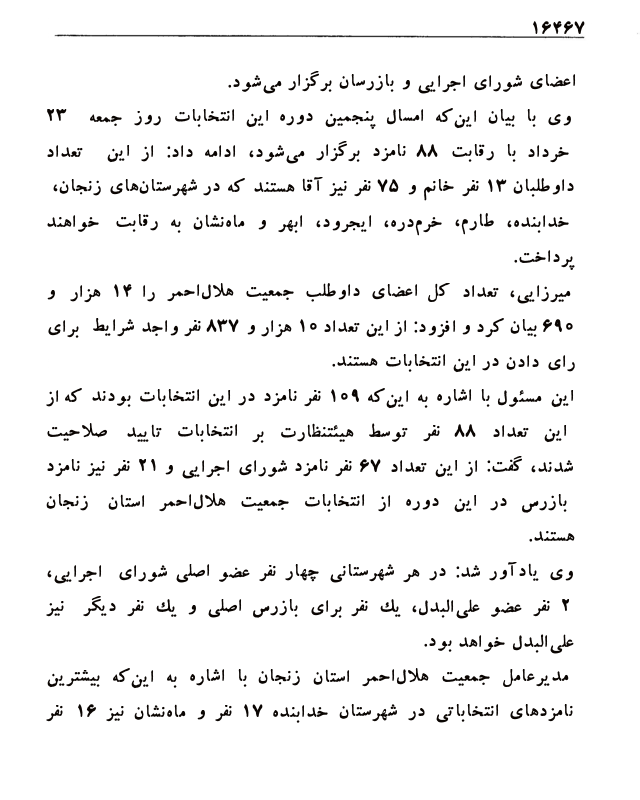 ۱۶۴۶۷
اعضای شورای اجرایی و بازرسان برگزار می‌شود.
وی با بیان این‌که امسال پنجمین دوره این انتخابات روز جمعه ۲۳
خرداد با رقابت ۸۸ نامزد برگزار می‌شود، ادامه داد: از این تعداد
داوطلبان ۱۳ نفر خانم و ۷۵ نفر نیز آقا هستند که در شهرستان‌های زنجان،
خدابنده، طارم، خرم‌دره، ایجرود، ابهر و ماه‌نشان به رقابت خواهند
پرداخت.
میرزایی، تعداد کل اعضای داوطلب جمعیت هلال‌احمر را ۱۴ هزار و
۶۹۰ بیان کرد و افزود: از این تعداد ۱۰ هزار و ۸۳۷ نفر واجد شرایط برای
رای دادن در این انتخابات هستند.
این مسئول با اشاره به این‌که ۱۰۹ نفر نامزد در این انتخابات بودند که از
این تعداد ۸۸ نفر توسط هیئتنظارت بر انتخابات تایید صلاحیت
شدند، گفت: از این تعداد ۶۷ نفر نامزد شورای اجرایی و ۲۱ نفر نیز نامزد
بازرس در این دوره از انتخابات جمعیت هلال‌احمر استان زنجان
هستند.
وی یادآور شد: در هر شهرستانی چهار نفر عضو اصلی شورای اجرایی،
۲ نفر عضو علی‌البدل، یك نفر برای بازرس اصلی و یك نفر دیگر نیز
علی‌البدل خواهد بود.
مدیرعامل جمعیت هلال‌احمر استان زنجان با اشاره به این‌که بیشترین
نامزدهای انتخاباتی در شهرستان خدابنده ۱۷ نفر و ماه‌نشان نیز ۱۶ نفر